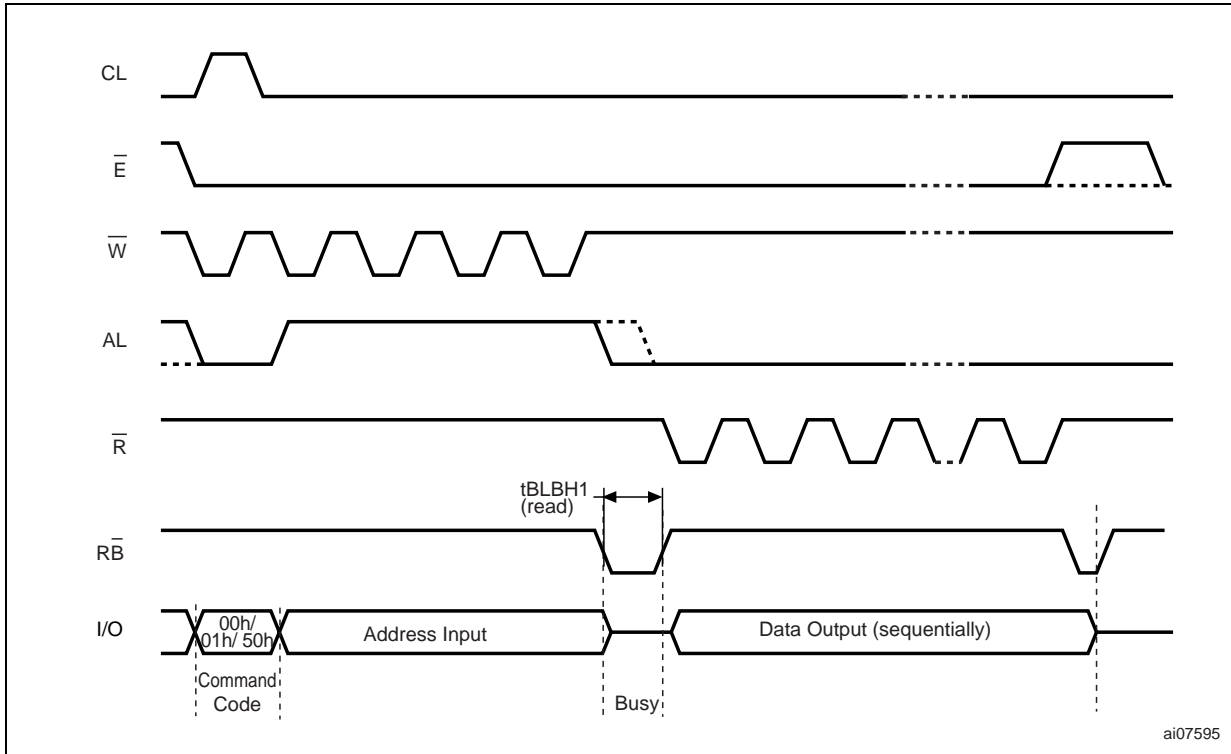 CL
E̅
W̅
AL
R̅
tBLBH1
(read)
RB̅
I/O
00h/
01h/ 50h
Address Input
Data Output (sequentially)
Command
Code
Busy
ai07595